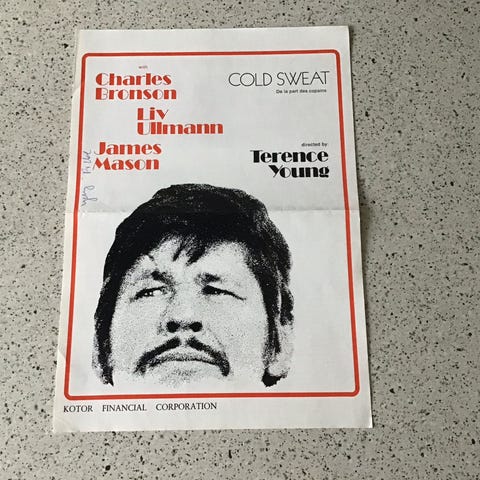 with
Charles
Bronson
Liv
Ullmann
James
Mason
COLD SWEAT
De la part des copains
directed by
Terence
Young
KOTOR FINANCIAL CORPORATION